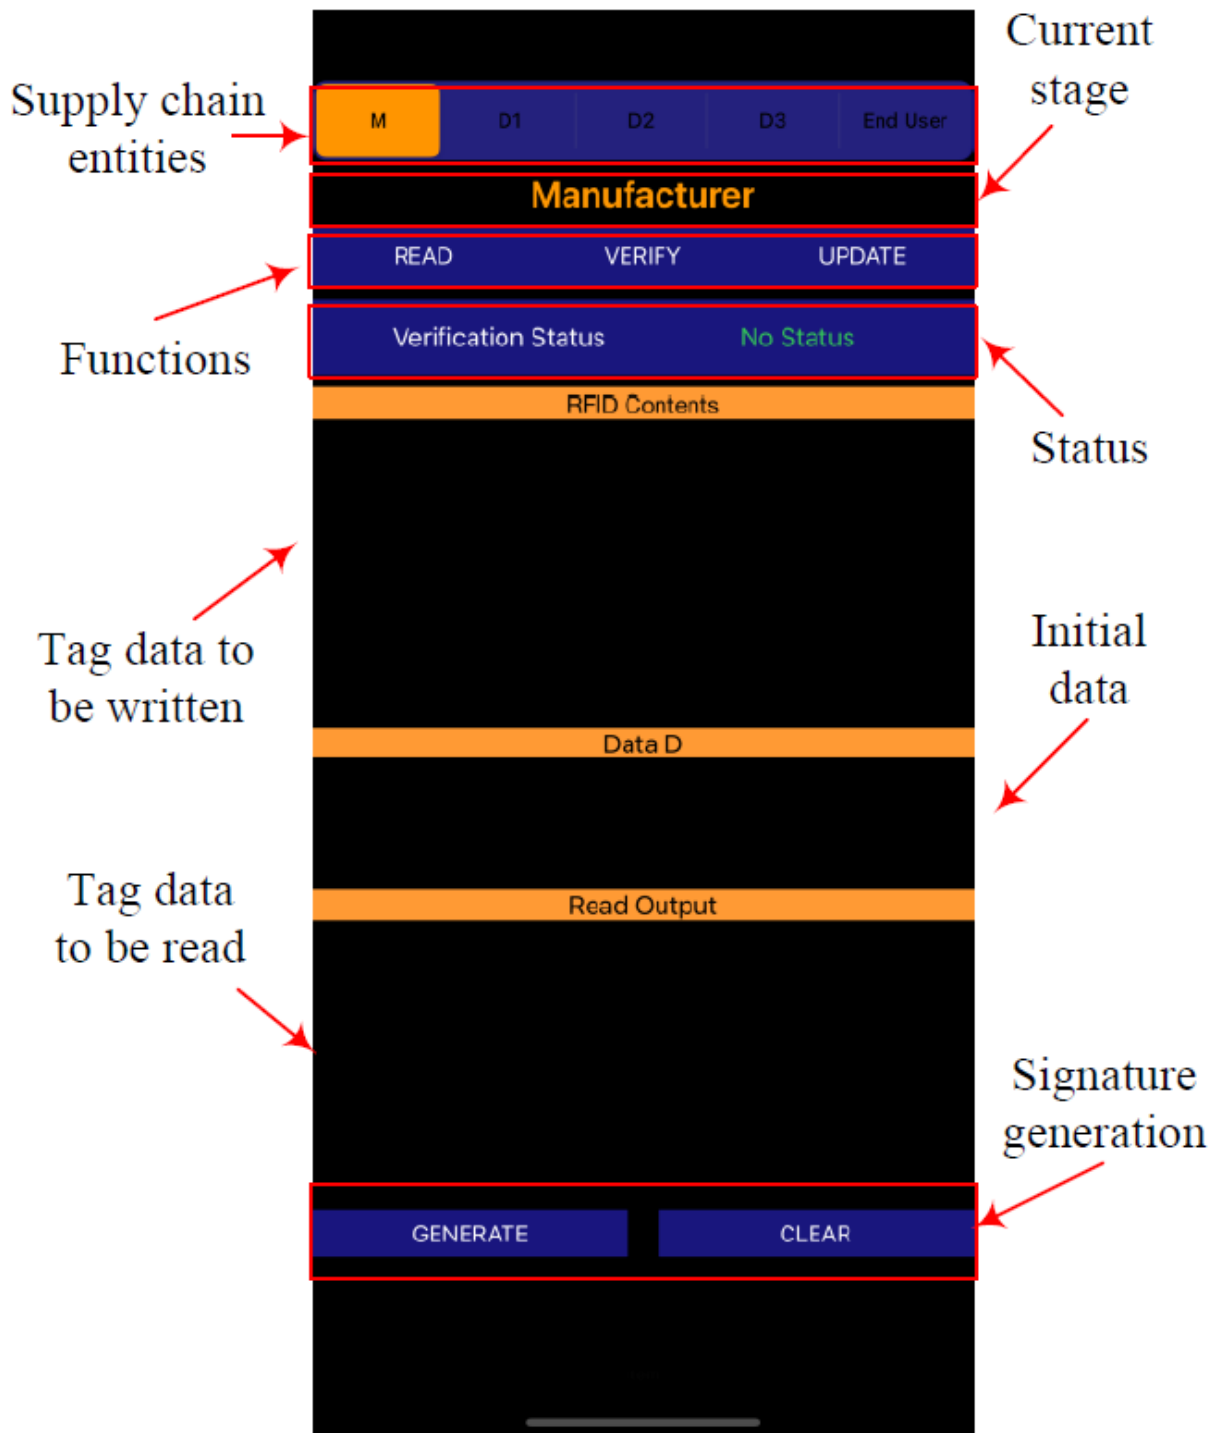 Current
stage
Supply chain
entities
M D1 D2 D3 End User
Manufacturer
READ VERIFY UPDATE
Functions
Verification Status No Status
Status
RFID Contents
Tag data to
be written
Initial
data
Data D
Tag data
to be read
Read Output
Signature
generation
GENERATE CLEAR